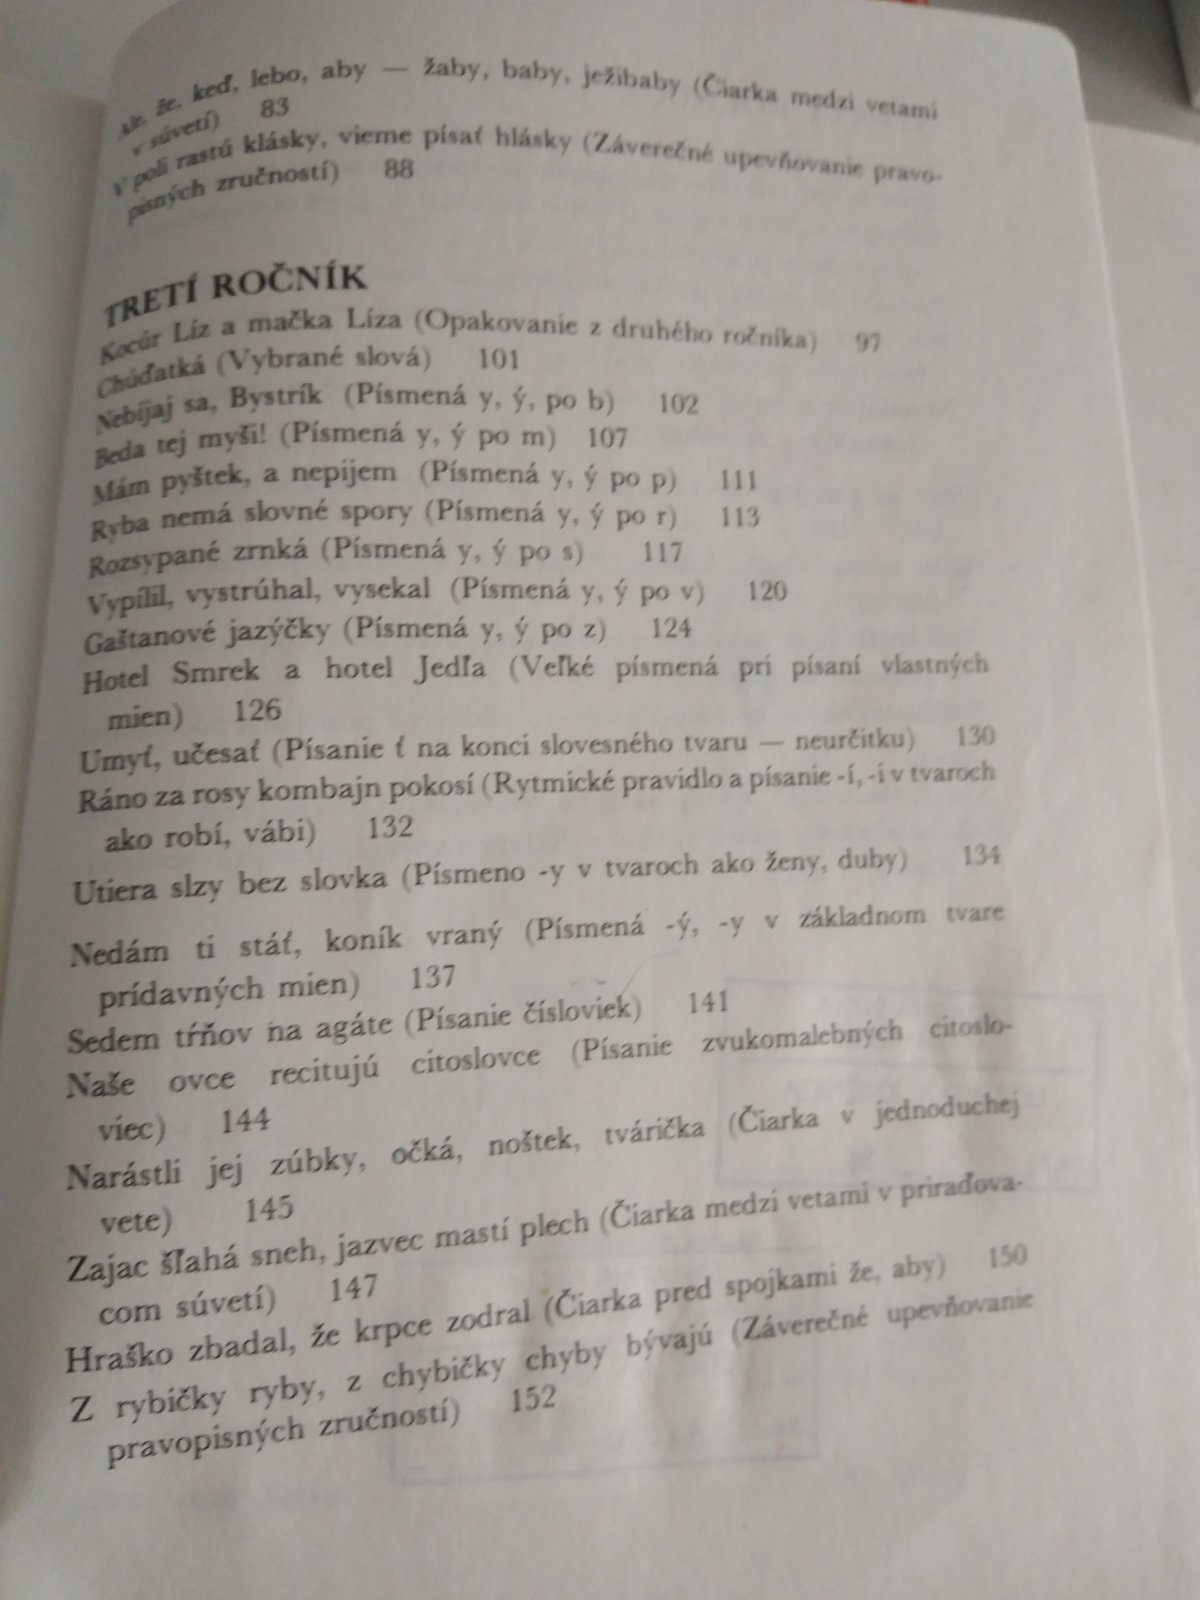 že, keď, lebo, aby — žaby, baby, ježibaby (Čiarka medzi vetami
v súvetí) 83
V poli rastú klásky, vieme písať hlásky (Záverečné upevňovanie pravo-
pisných zručností) 88
TRETÍ ROČNÍK
Kocúr Líz a mačka Líza (Opakovanie z druhého ročníka) 97
Chúďatká (Vybrané slová) 101
Nebíjaj sa, Bystrík (Písmená y, ý, po b) 102
Beda tej myši! (Písmená y, ý po m) 107
Mám pyštek, a nepijem (Písmená y, ý po p) 111
Ryba nemá slovné spory (Písmená y, ý po r) 113
Rozsypané zrnká (Písmená y, ý po s) 117
Vypílil, vystrúhal, vysekal (Písmená y, ý po v) 120
Gaštanové jazýčky (Písmená y, ý po z) 124
Hotel Smrek a hotel Jedľa (Veľké písmená pri písaní vlastných
mien) 126
Umyť, učesať (Písanie ť na konci slovesného tvaru — neurčitku) 130
Ráno za rosy kombajn pokosí (Rytmické pravidlo a písanie -í, -i v tvaroch
ako robí, vábi) 132
Utiera slzy bez slovka (Písmeno -y v tvaroch ako ženy, duby) 134
Nedám ti stáť, koník vraný (Písmená -ý, -y v základnom tvare
prídavných mien) 137
Sedem tŕňov na agáte (Písanie čísloviek) 141
Naše ovce recitujú citoslovce (Písanie zvukomalebných citoslo-
viec) 144
Narástli jej zúbky, očká, noštek, tvárička (Čiarka v jednoduchej
vete) 145
Zajac šľahá sneh, jazvec mastí plech (Čiarka medzi vetami v priraďova-
com súvetí) 147
Hraško zbadal, že krpce zodral (Čiarka pred spojkami že, aby) 150
Z rybičky ryby, z chybičky chyby bývajú (Záverečné upevňovanie
pravopisných zručností) 152